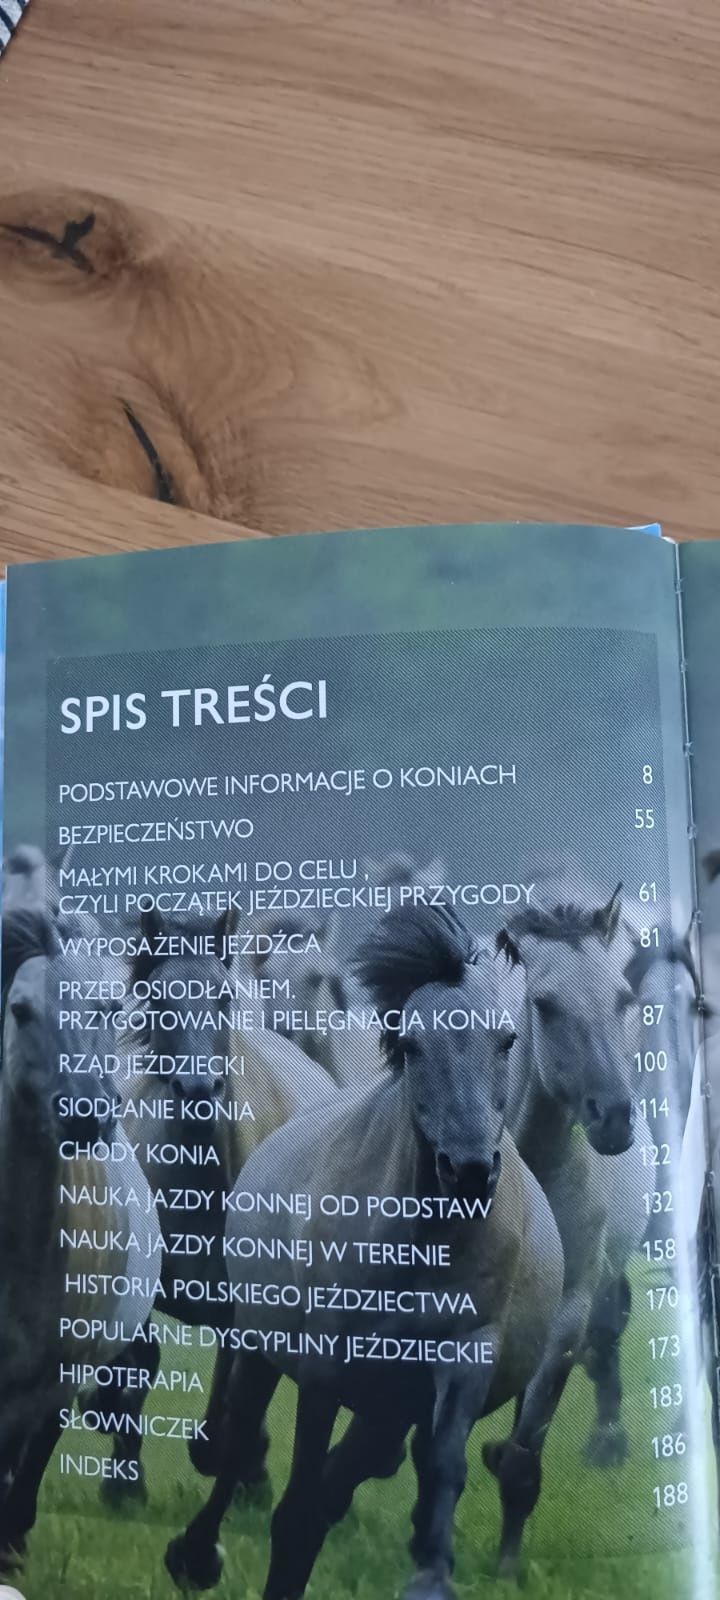 SPIS TREŚCI
PODSTAWOWE INFORMACJE O KONIACH 8
BEZPIECZEŃSTWO 55
MAŁYMI KROKAMI DO CELU ,
CZYLI POCZĄTEK JEŹDZIECKIEJ PRZYGODY 61
WYPOSAŻENIE JEŹDŹCA 81
PRZED OSIODŁANIEM.
PRZYGOTOWANIE I PIELĘGNACJA KONIA 87
RZĄD JEŹDZIECKI 100
SIODŁANIE KONIA 114
CHODY KONIA 122
NAUKA JAZDY KONNEJ OD PODSTAW 132
NAUKA JAZDY KONNEJ W TERENIE 158
HISTORIA POLSKIEGO JEŹDZIECTWA 170
POPULARNE DYSCYPLINY JEŹDZIECKIE 173
HIPOTERAPIA 183
SŁOWNICZEK 186
INDEKS 188